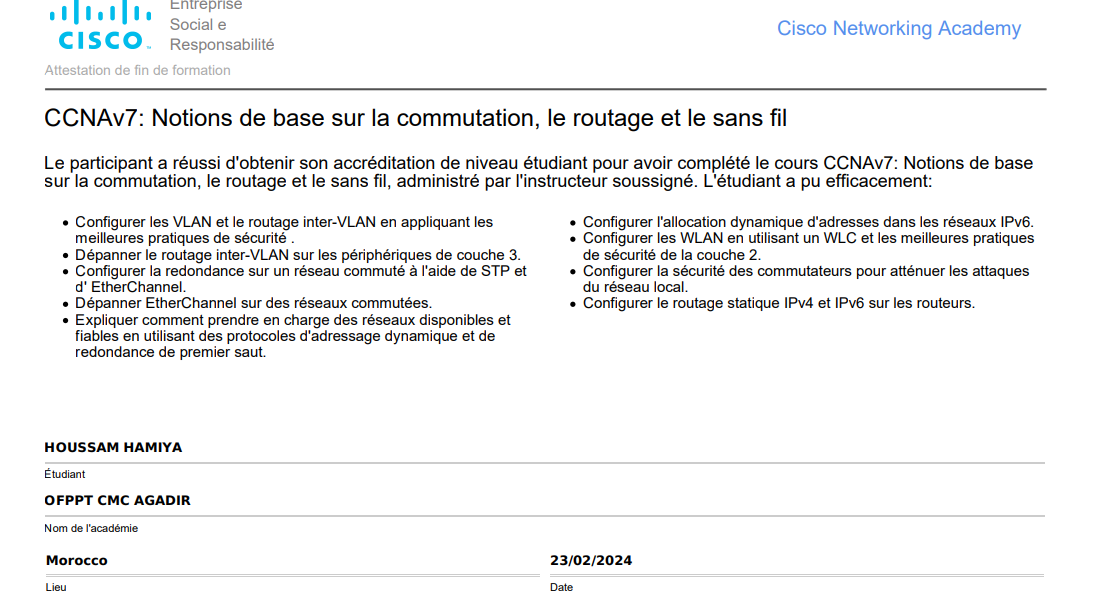 Entreprise
Social e
Responsabilité
CISCO
Cisco Networking Academy
Attestation de fin de formation
CCNAv7: Notions de base sur la commutation, le routage et le sans fil
Le participant a réussi d'obtenir son accréditation de niveau étudiant pour avoir complété le cours CCNAv7: Notions de base
sur la commutation, le routage et le sans fil, administré par l'instructeur soussigné. L'étudiant a pu efficacement:
• Configurer les VLAN et le routage inter-VLAN en appliquant les
meilleures pratiques de sécurité .
• Dépanner le routage inter-VLAN sur les périphériques de couche 3.
• Configurer la redondance sur un réseau commuté à l'aide de STP et
d' EtherChannel.
• Dépanner EtherChannel sur des réseaux commutées.
• Expliquer comment prendre en charge des réseaux disponibles et
fiables en utilisant des protocoles d'adressage dynamique et de
redondance de premier saut.
• Configurer l'allocation dynamique d'adresses dans les réseaux IPv6.
• Configurer les WLAN en utilisant un WLC et les meilleures pratiques
de sécurité de la couche 2.
• Configurer la sécurité des commutateurs pour atténuer les attaques
du réseau local.
• Configurer le routage statique IPv4 et IPv6 sur les routeurs.
HOUSSAM HAMIYA
Étudiant
OFPPT CMC AGADIR
Nom de l'académie
Morocco
Lieu
23/02/2024
Date